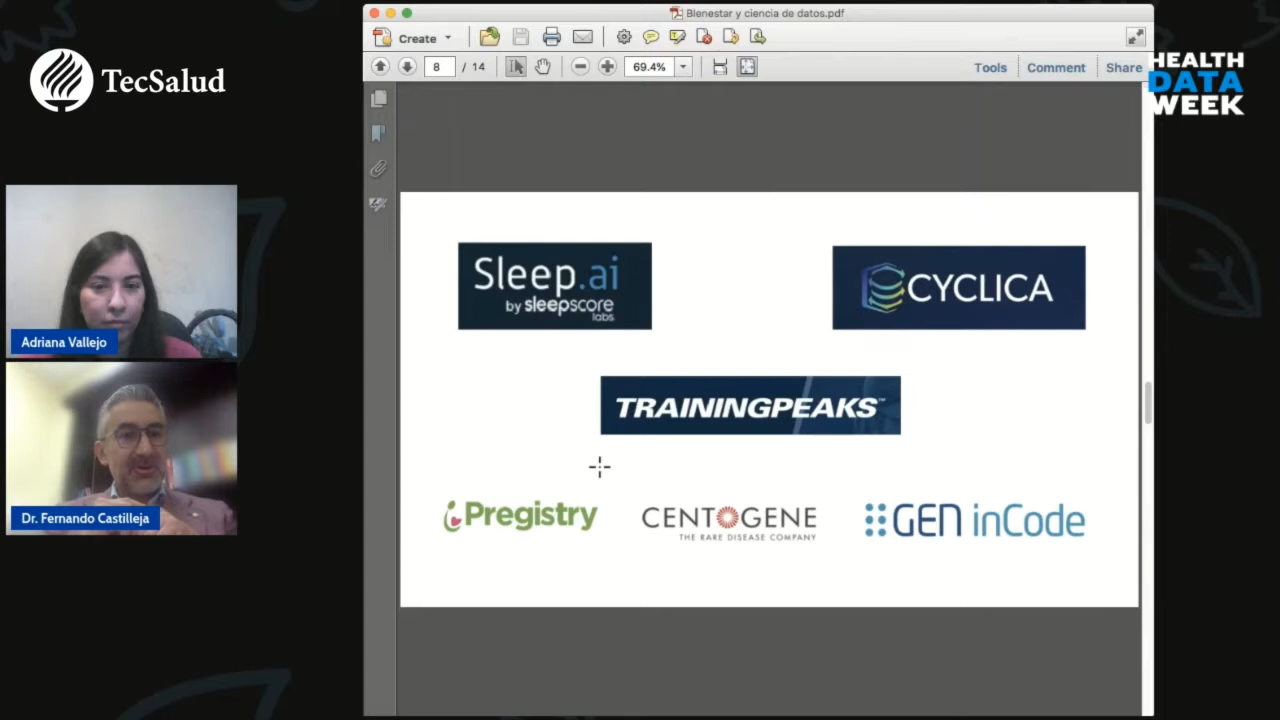 TecSalud
Adriana Vallejo
Dr. Fernando Castilleja
Bienestar y ciencia de datos.pdf
Create
8 / 14
69.4%
Tools
Comment
Share
HEALTH
DATA
WEEK
Sleep.ai
by sleepscore
labs
CYCLICA
TRAININGPEAKS™
Pregistry
CENTOGENE
THE RARE DISEASE COMPANY
GEN inCode